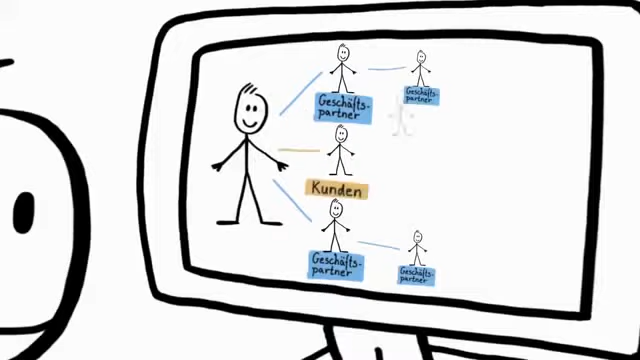 Geschäfts-
partner
Geschäfts-
partner
Kunden
Geschäfts-
partner
Geschäfts-
partner